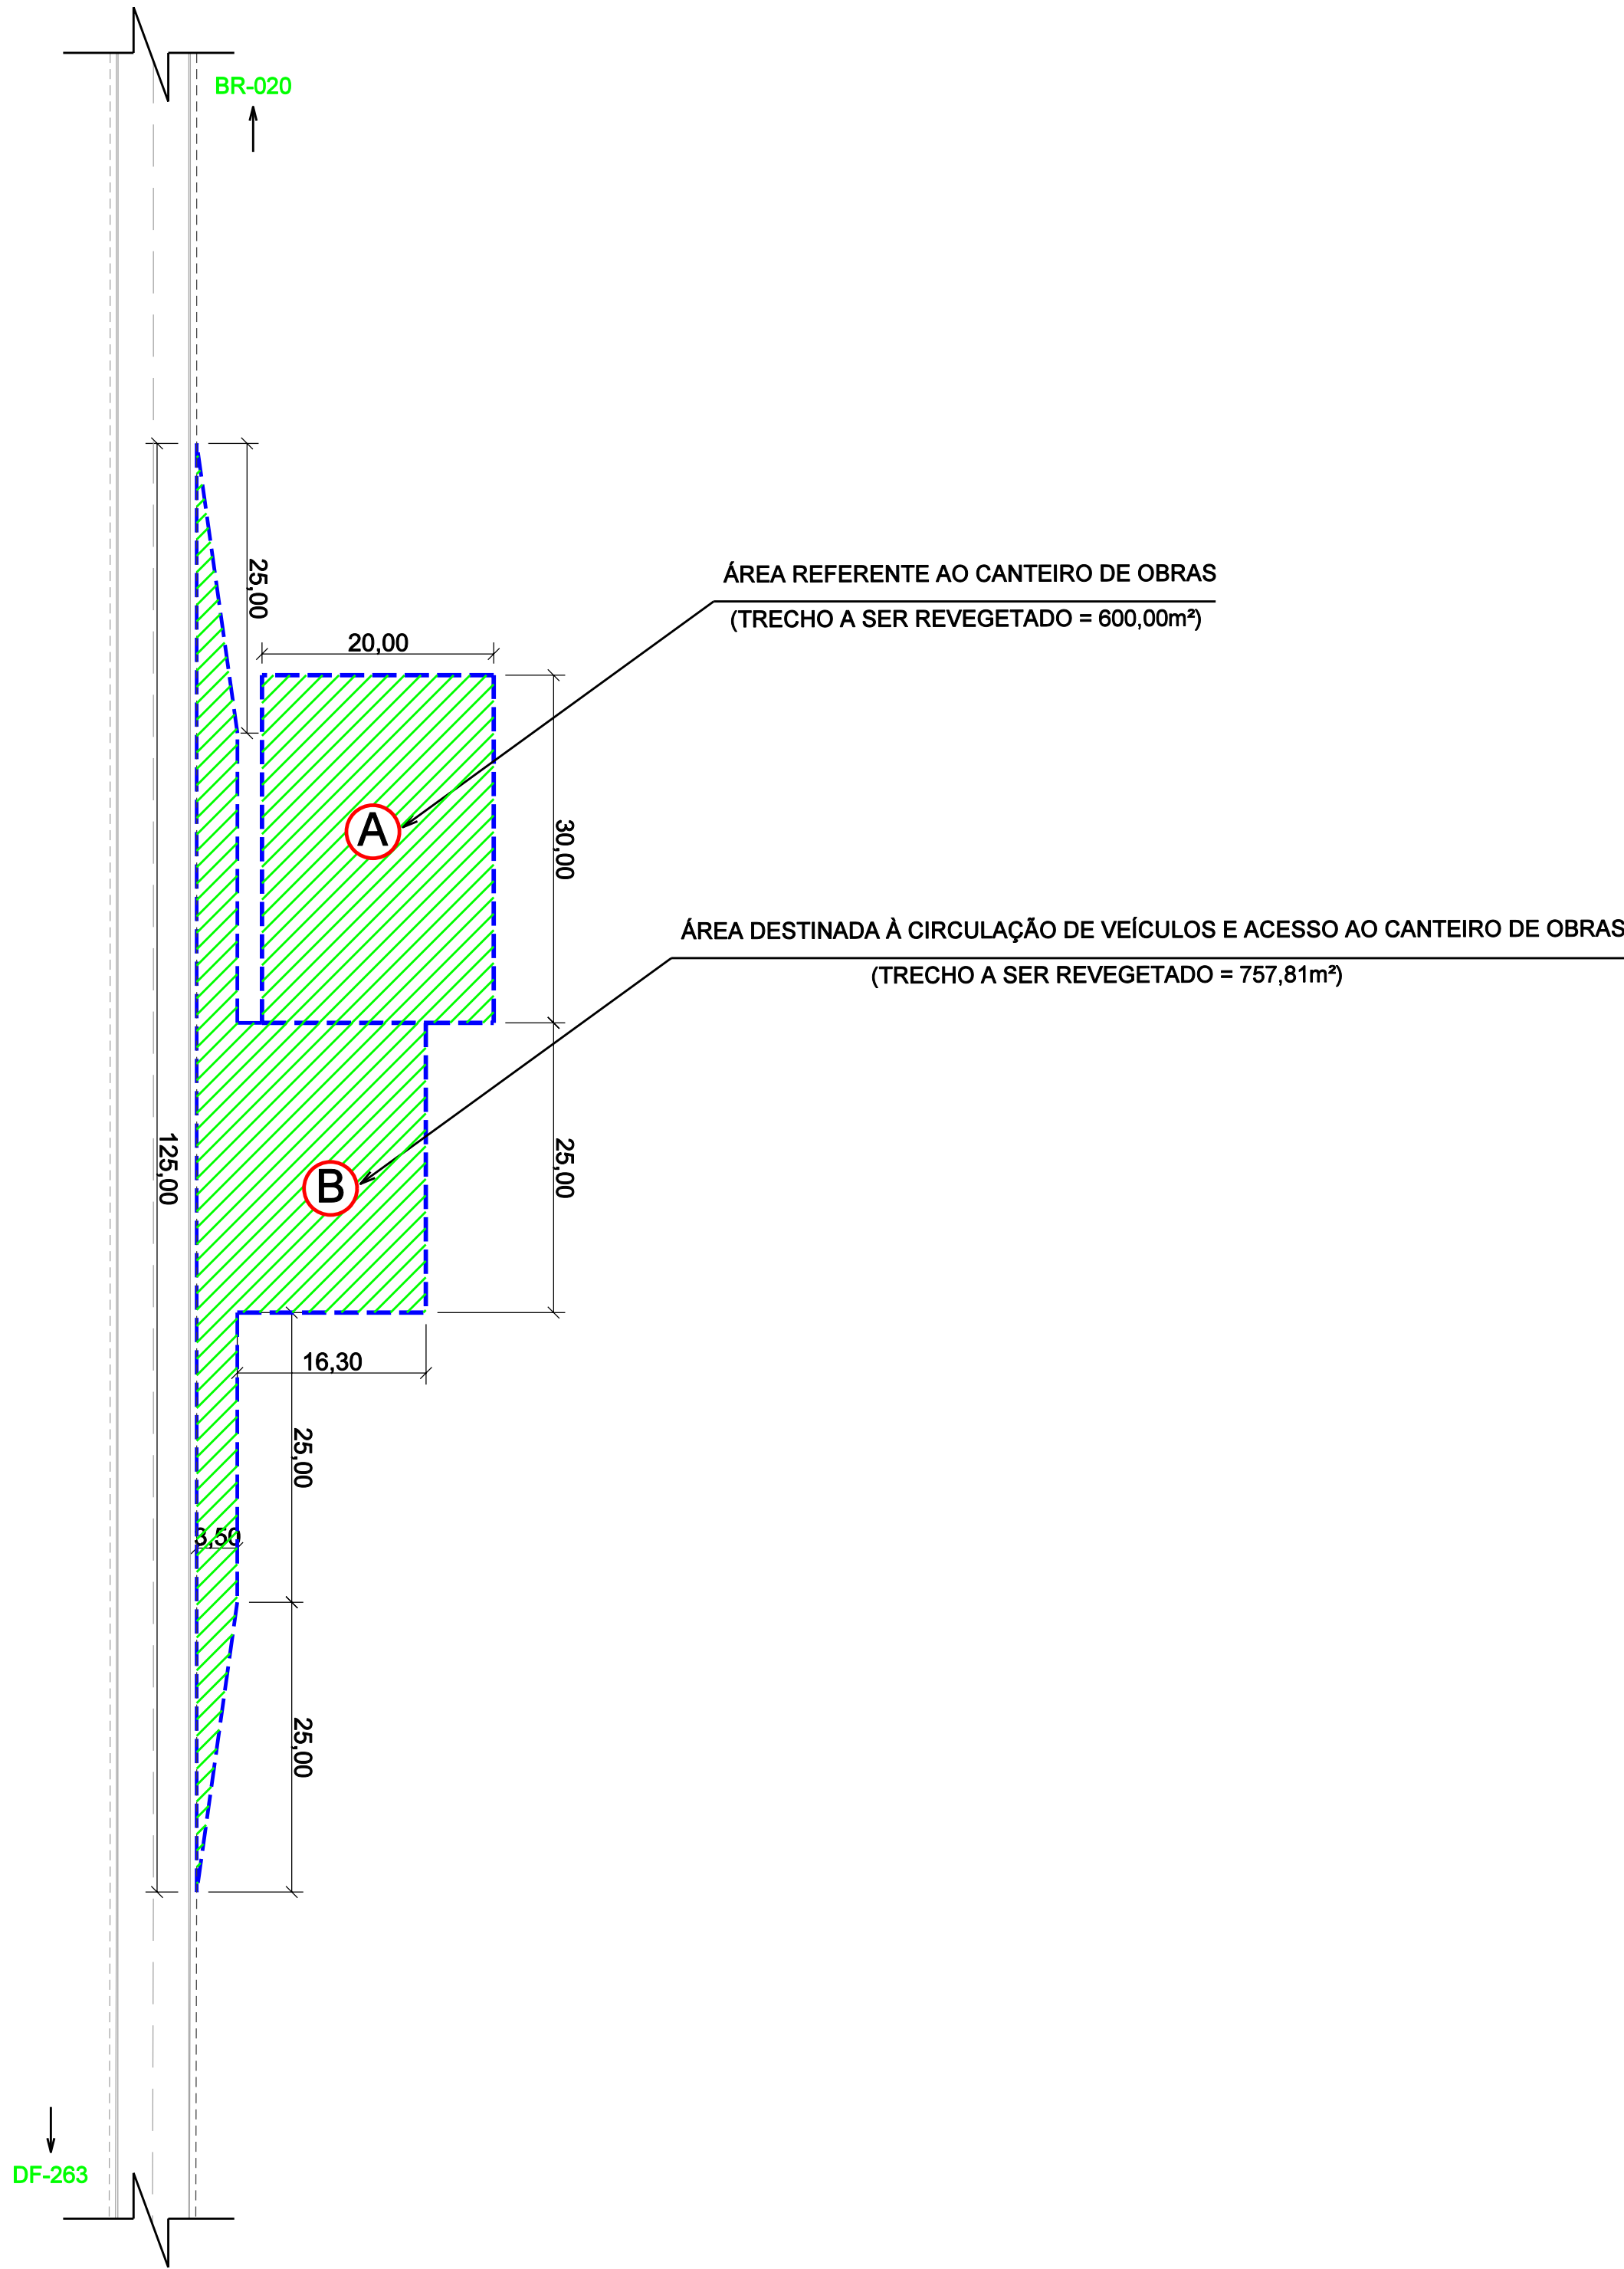 BR-020
25,00
20,00
ÁREA REFERENTE AO CANTEIRO DE OBRAS
(TRECHO A SER REVEGETADO = 600,00m²)
A
30,00
ÁREA DESTINADA À CIRCULAÇÃO DE VEÍCULOS E ACESSO AO CANTEIRO DE OBRAS
(TRECHO A SER REVEGETADO = 757,81m²)
125,00
B
25,00
16,30
25,00
3,50
25,00
DF-263